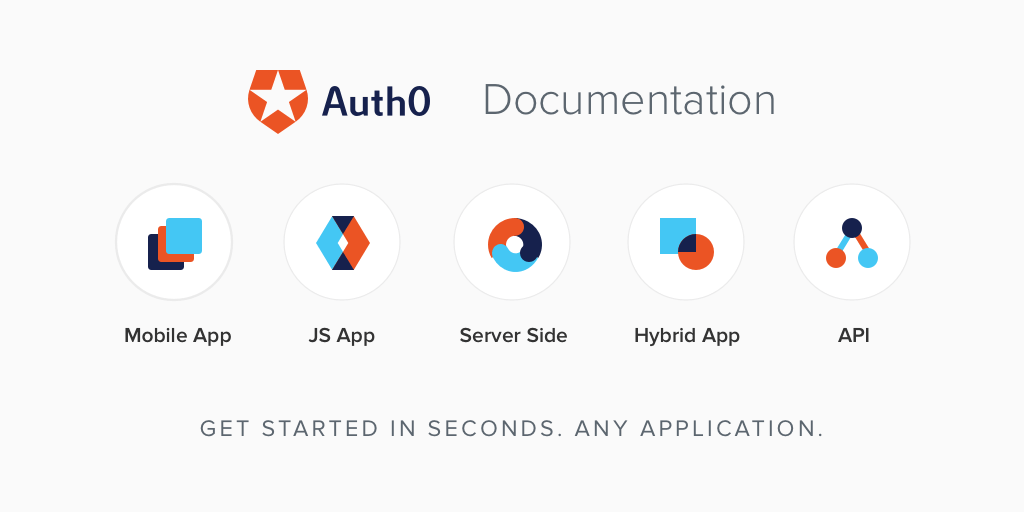 Auth0 Documentation
Mobile App JS App Server Side Hybrid App API
GET STARTED IN SECONDS. ANY APPLICATION.